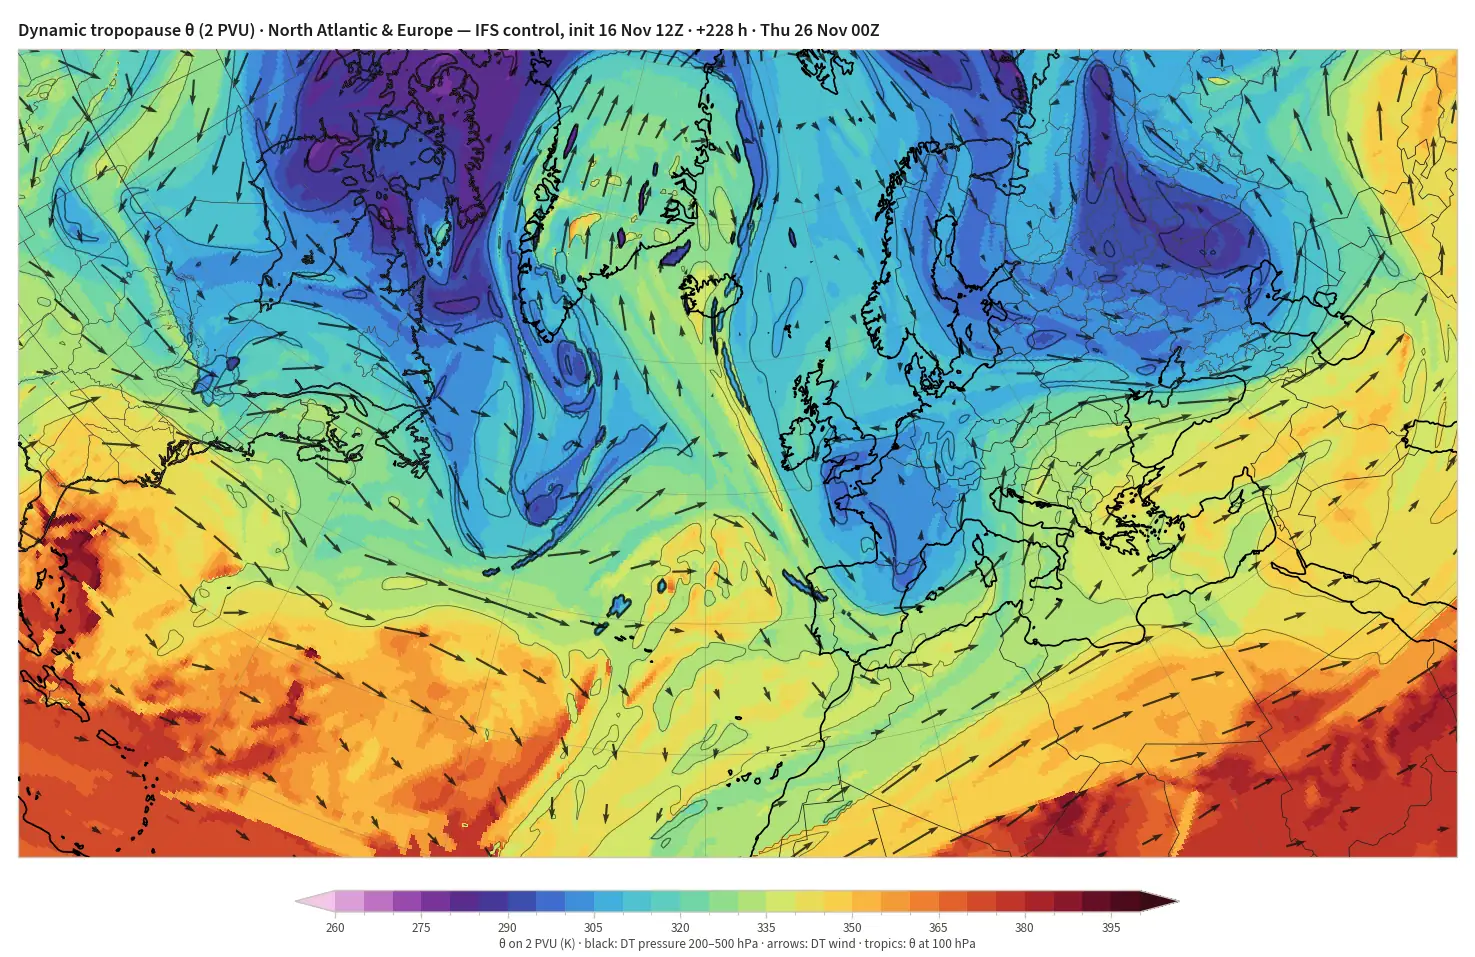 Dynamic tropopause θ (2 PVU) · North Atlantic & Europe — IFS control, init 16 Nov 12Z · +228 h · Thu 26 Nov 00Z
260 275 290 305 320 335 350 365 380 395
θ on 2 PVU (K) · black: DT pressure 200–500 hPa · arrows: DT wind · tropics: θ at 100 hPa